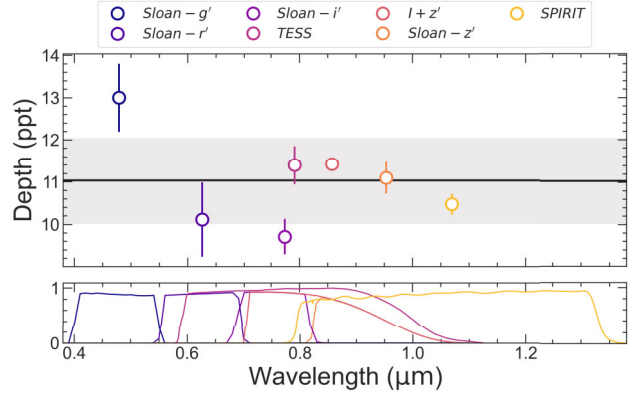 Sloan − g′ Sloan − i′ I + z′ SPIRIT
Sloan − r′ TESS Sloan − z′
14
13
12
11
10
Depth (ppt)
1
0
0.4 0.6 0.8 1.0 1.2
Wavelength (μm)